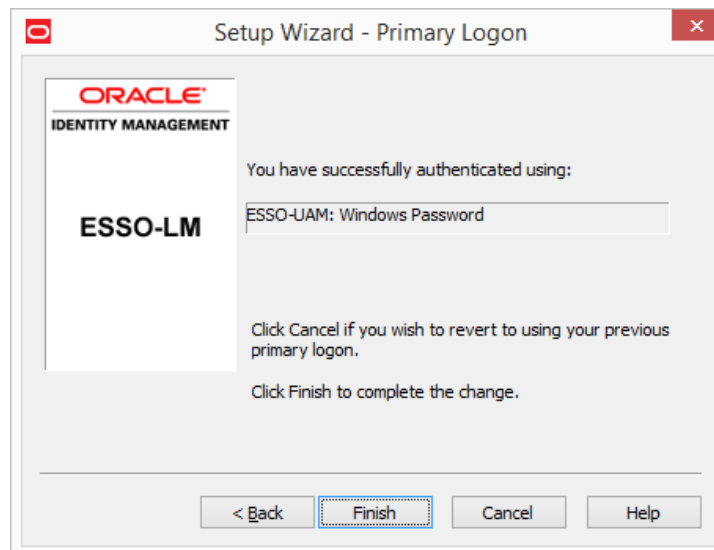 Setup Wizard - Primary Logon
ORACLE®
IDENTITY MANAGEMENT
ESSO-LM
You have successfully authenticated using:
ESSO-UAM: Windows Password
Click Cancel if you wish to revert to using your previous
primary logon.
Click Finish to complete the change.
< Back
Finish
Cancel
Help